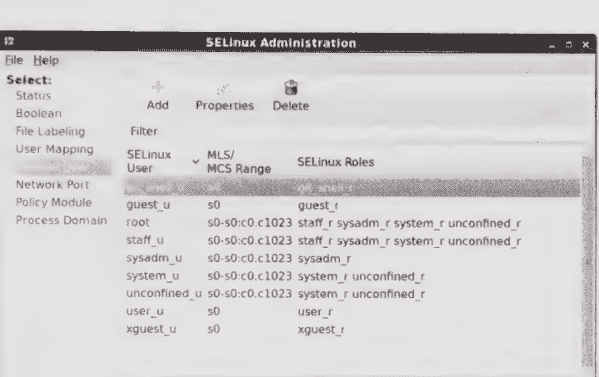 SELinux Administration
File Help
Select:
Status
Boolean
File Labeling
User Mapping
Network Port
Policy Module
Process Domain
Add Properties Delete
Filter
SELinux User MLS/ MCS Range SELinux Roles
s0
guest_u s0 guest_r
root s0-s0:c0.c1023 staff_r sysadm_r system_r unconfined_r
staff_u s0-s0:c0.c1023 staff_r sysadm_r system_r unconfined_r
sysadm_u s0-s0:c0.c1023 sysadm_r
system_u s0-s0:c0.c1023 system_r unconfined_r
unconfined_u s0-s0:c0.c1023 system_r unconfined_r
user_u s0 user_r
xguest_u s0 xguest_r